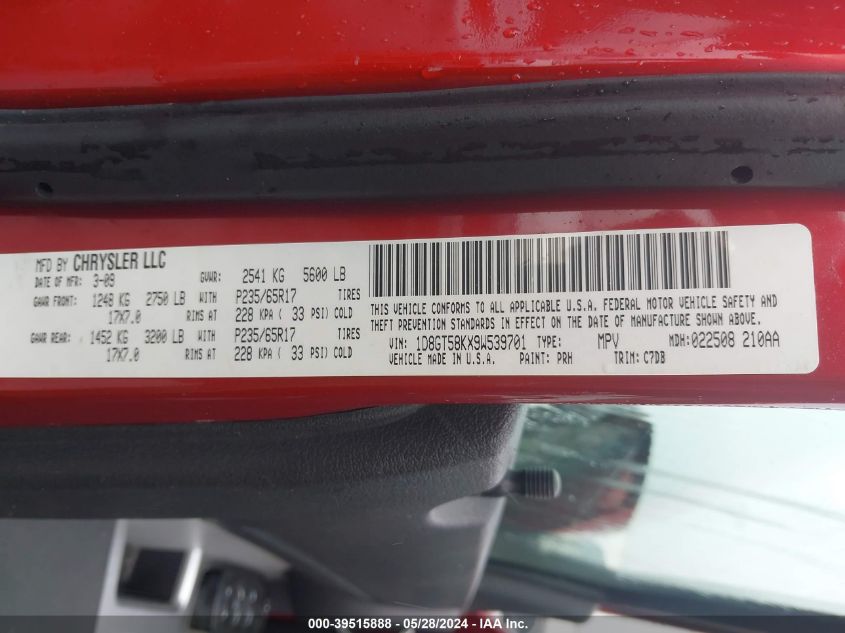 MFD BY CHRYSLER LLC
DATE OF MFR: 3-09 GVWR: 2541 KG 5600 LB
GAWR FRONT: 1248 KG 2750 LB WITH P235/65R17 TIRES
17X7.0 RIMS AT 228 KPA ( 33 PSI) COLD
GAWR REAR: 1452 KG 3200 LB WITH P235/65R17 TIRES
17X7.0 RIMS AT 228 KPA ( 33 PSI) COLD
THIS VEHICLE CONFORMS TO ALL APPLICABLE U.S.A. FEDERAL MOTOR VEHICLE SAFETY AND
THEFT PREVENTION STANDARDS IN EFFECT ON THE DATE OF MANUFACTURE SHOWN ABOVE.
VIN: 1D8GT58KX9W539701 TYPE: MPV MDH: 022508 210AA
VEHICLE MADE IN U.S.A. PAINT: PRH TRIM: C7DB
000-39515888 - 05/28/2024 - IAA Inc.